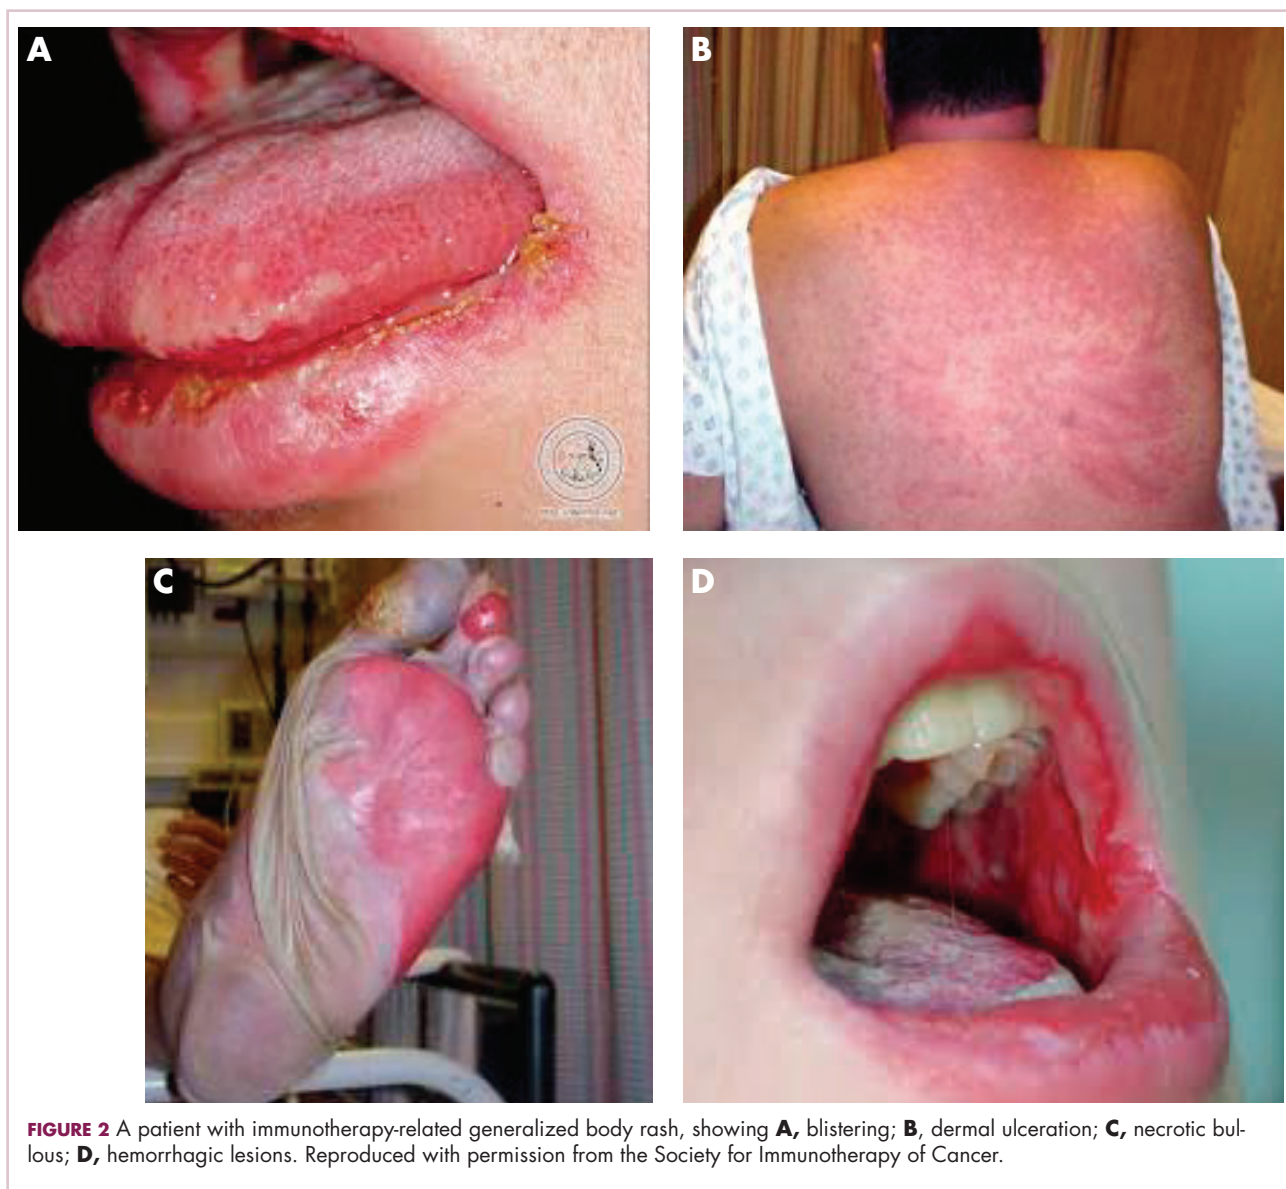 A
B
C
D
FIGURE 2 A patient with immunotherapy-related generalized body rash, showing A, blistering; B, dermal ulceration; C, necrotic bul-
lous; D, hemorrhagic lesions. Reproduced with permission from the Society for Immunotherapy of Cancer.